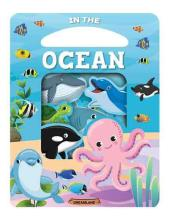 IN THE
OCEAN
DREAMLAND